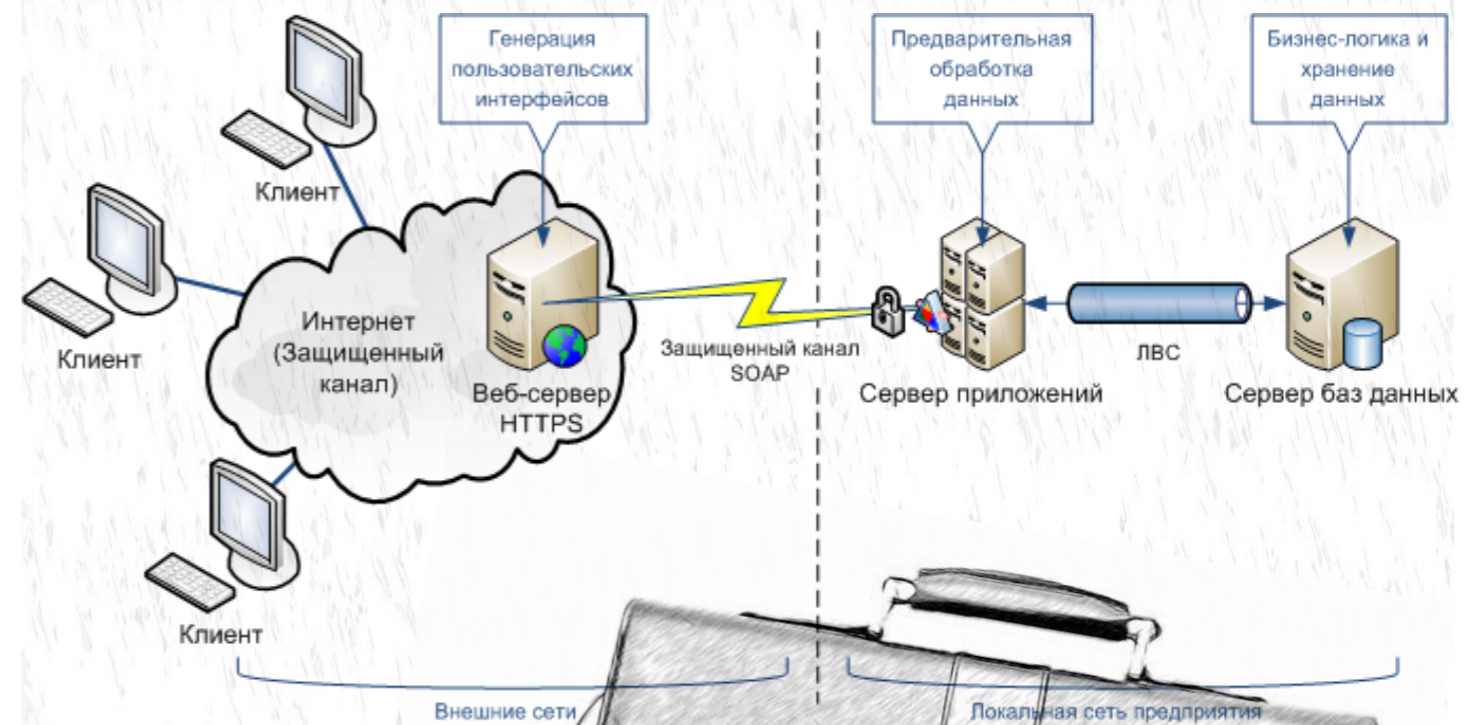 Генерация
пользовательских
интерфейсов
Предварительная
обработка
данных
Бизнес-логика и
хранение
данных
Клиент
Клиент
Интернет
(Защищенный
канал)
Веб-сервер
HTTPS
Защищенный канал
SOAP
Сервер приложений
ЛВС
Сервер баз данных
Клиент
Внешние сети
Локальная сеть предприятия